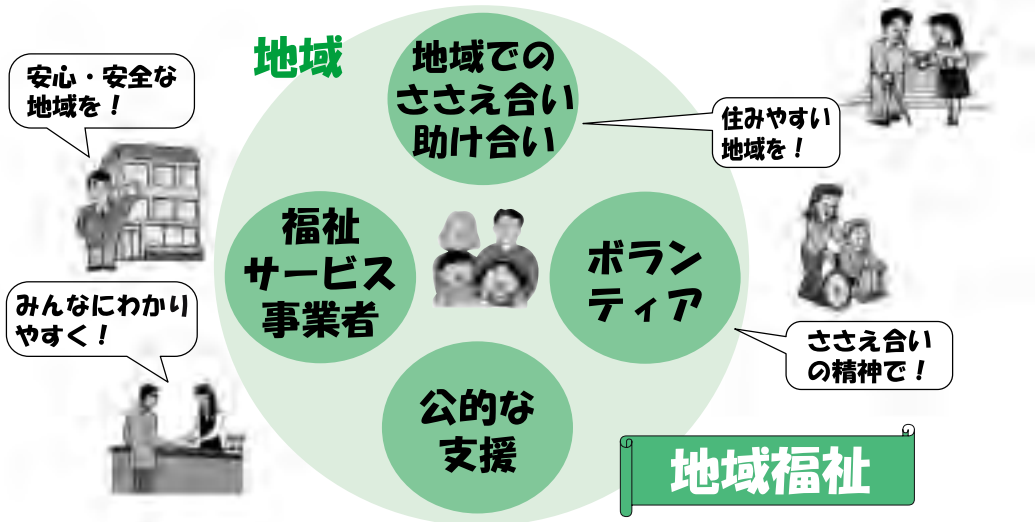 地域
地域での
ささえ合い
助け合い
安心・安全な
地域を！
住みやすい
地域を！
福祉
サービス
事業者
ボラン
ティア
みんなにわかり
やすく！
ささえ合い
の精神で！
公的な
支援
地域福祉